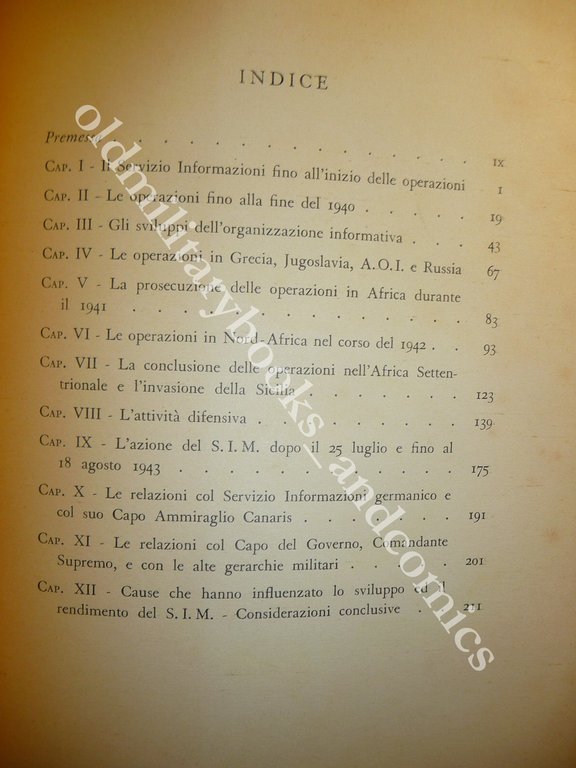 INDICE
Premessa . . . . . . . . . . . . . IX
CAP. I - Il Servizio Informazioni fino all'inizio delle operazioni 1
CAP. II - Le operazioni fino alla fine del 1940 . . . . . 19
CAP. III - Gli sviluppi dell'organizzazione informativa . . . 43
CAP. IV - Le operazioni in Grecia, Jugoslavia, A.O.I. e Russia 67
CAP. V - La prosecuzione delle operazioni in Africa durante
il 1941 . . . . . . . . . . . . 83
CAP. VI - Le operazioni in Nord-Africa nel corso del 1942 . . 93
CAP. VII - La conclusione delle operazioni nell'Africa Setten-
trionale e l'invasione della Sicilia . . . . . . 123
CAP. VIII - L'attività difensiva . . . . . . . . 139
CAP. IX - L'azione del S.I.M. dopo il 25 luglio e fino al
18 agosto 1943 . . . . . . . . . . 175
CAP. X - Le relazioni col Servizio Informazioni germanico e
col suo Capo Ammiraglio Canaris . . . . . . 191
CAP. XI - Le relazioni col Capo del Governo, Comandante
Supremo, e con le alte gerarchie militari . . . . 201
CAP. XII - Cause che hanno influenzato lo sviluppo ed il
rendimento del S.I.M. - Considerazioni conclusive . . 211
oldmilitarybooks_andcomics